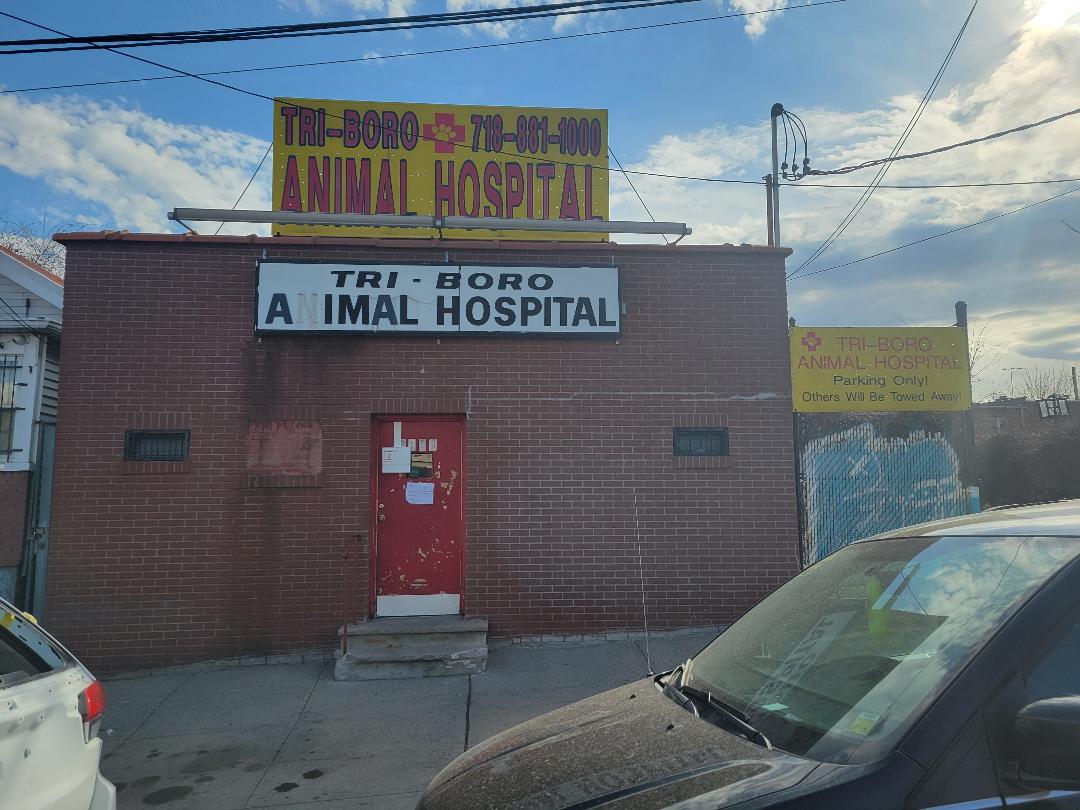 TRI-BORO 718-881-1000
ANIMAL HOSPITAL
TRI-BORO
ANIMAL HOSPITAL
TRI-BORO
ANIMAL HOSPITAL
Parking Only!
Others Will Be Towed Away!